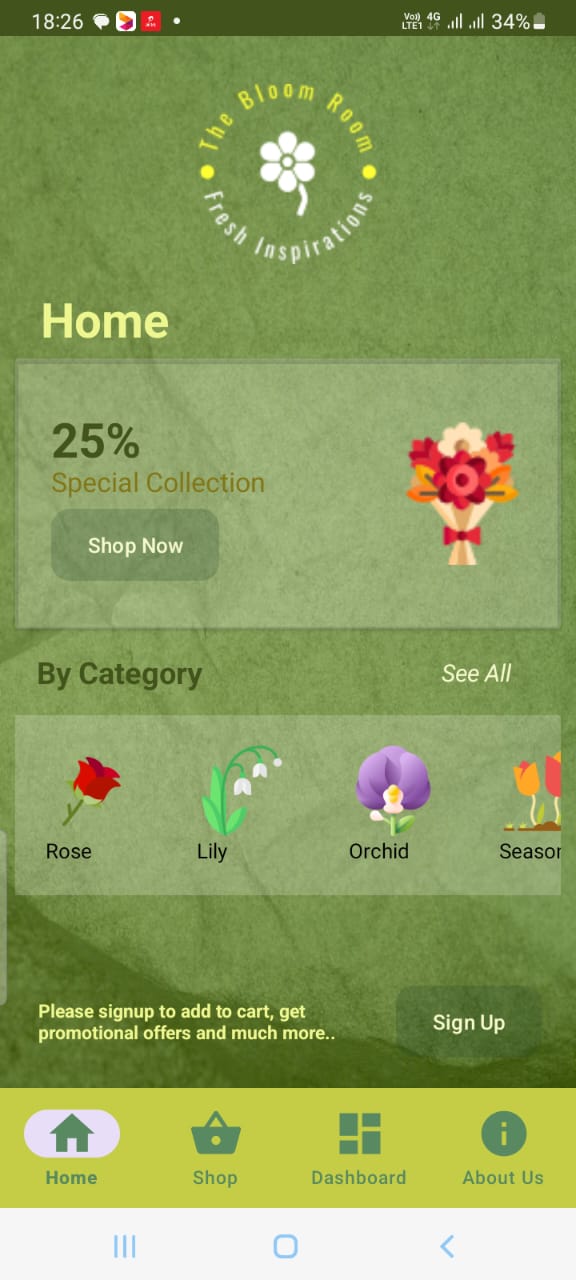 18:26
Vo))
LTE1
4G
34%
The Bloom Room
Fresh Inspirations
Home
25%
Special Collection
Shop Now
By Category
See All
Rose
Lily
Orchid
Seasor
Please signup to add to cart, get
promotional offers and much more..
Sign Up
Home
Shop
Dashboard
About Us